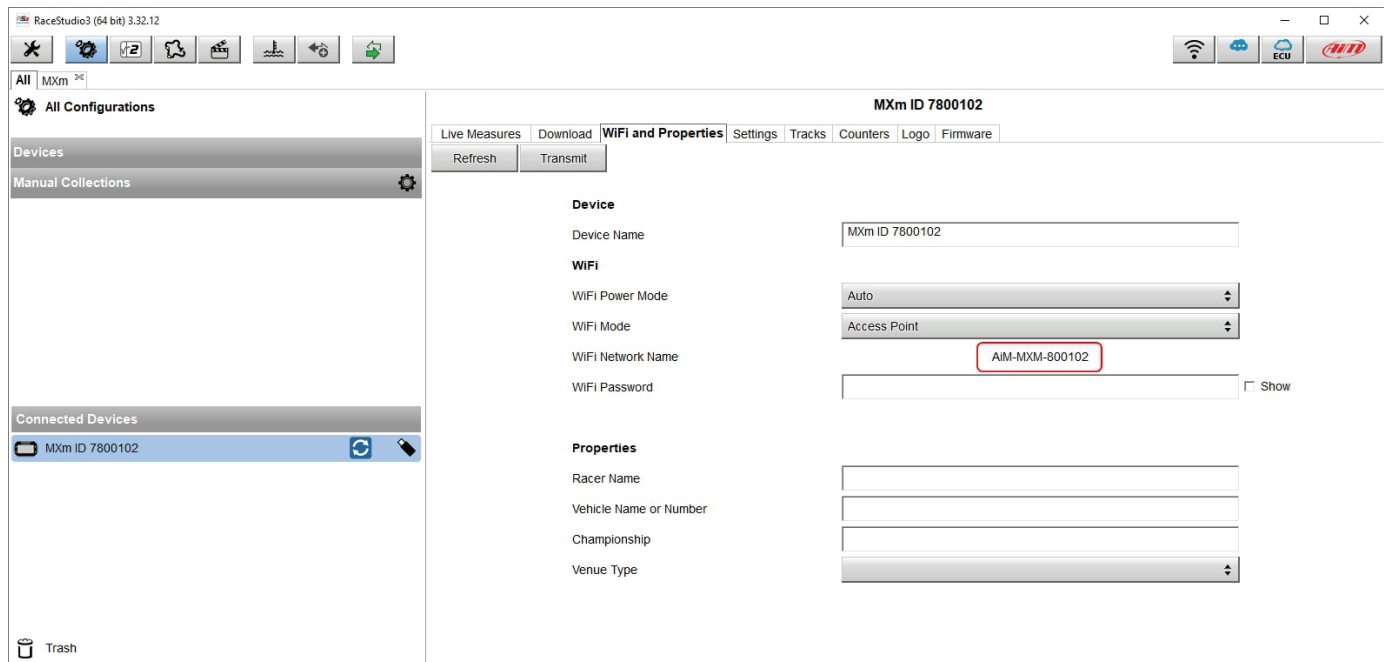 RaceStudio3 (64 bit) 3.32.12
ECU
AiM
All MXm
All Configurations
Devices
Manual Collections
Connected Devices
MXm ID 7800102
Trash
MXm ID 7800102
Live Measures Download WiFi and Properties Settings Tracks Counters Logo Firmware
Refresh Transmit
Device
Device Name MXm ID 7800102
WiFi
WiFi Power Mode Auto
WiFi Mode Access Point
WiFi Network Name AiM-MXM-800102
WiFi Password Show
Properties
Racer Name
Vehicle Name or Number
Championship
Venue Type